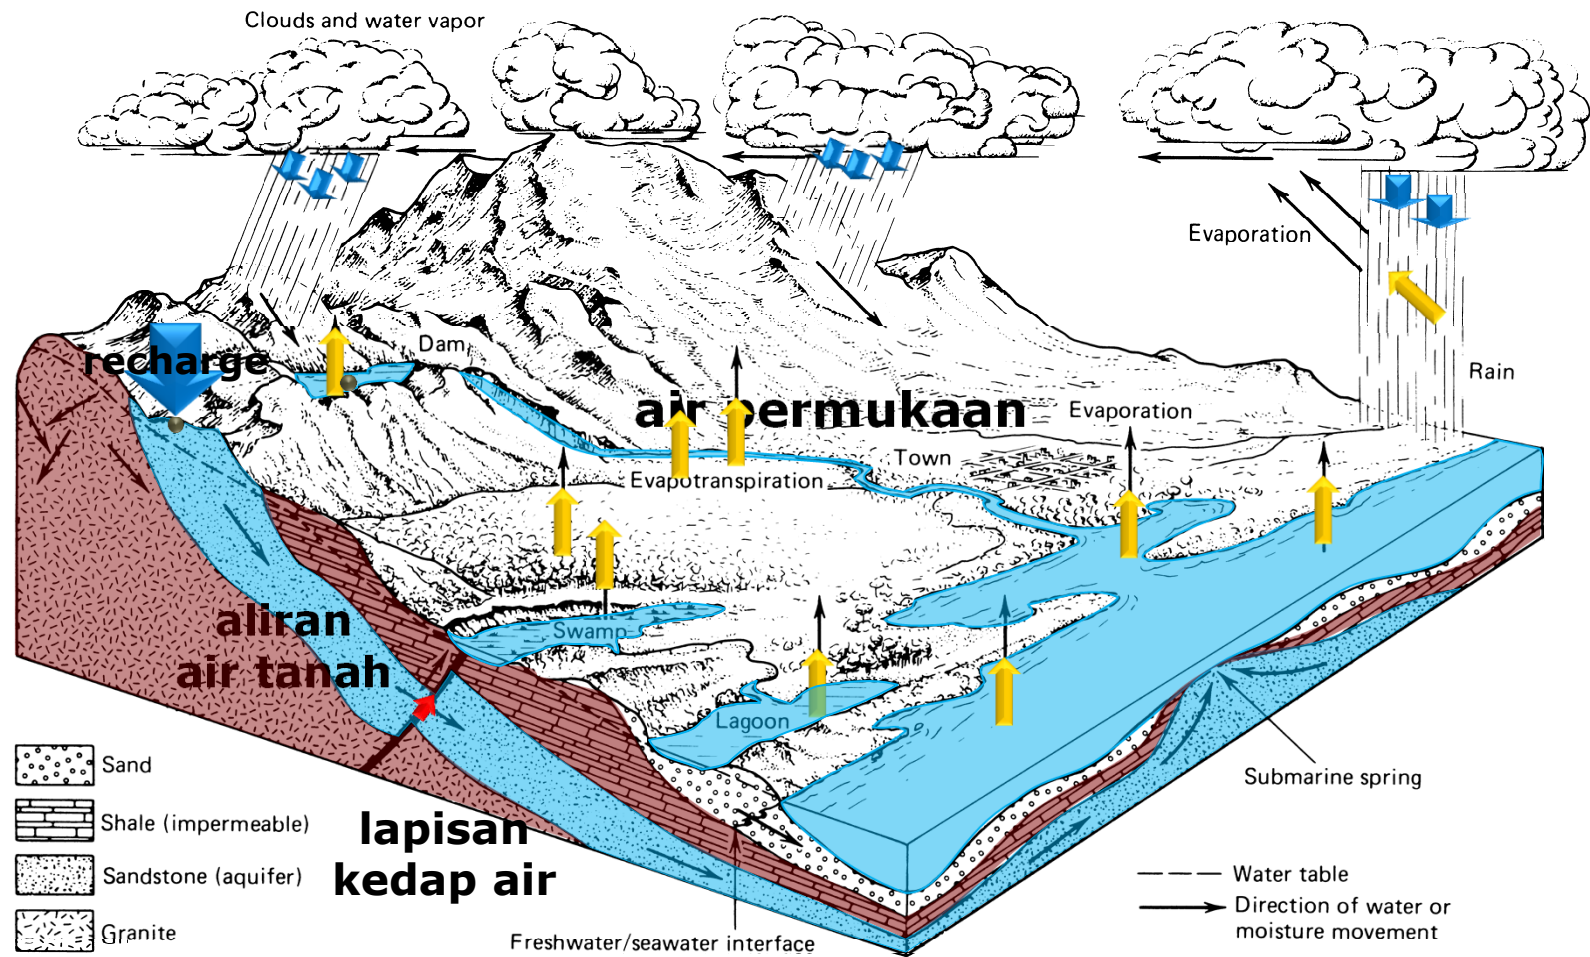 Clouds and water vapor
Evaporation
Dam
recharge
Rain
air permukaan
Evaporation
Town
Evapotranspiration
aliran
air tanah
Swamp
Lagoon
Sand
Submarine spring
Shale (impermeable)
lapisan
kedap air
Sandstone (aquifer)
Water table
Direction of water or
moisture movement
Granite
Freshwater/seawater interface